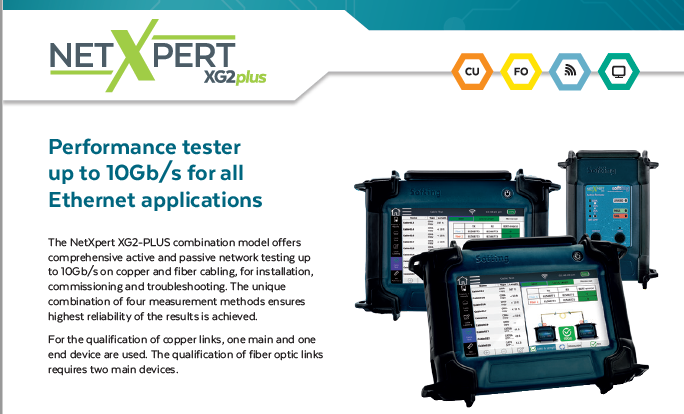 NETXPERT
XG2plus
CU FO
Performance tester
up to 10Gb/s for all
Ethernet applications
The NetXpert XG2-PLUS combination model offers
comprehensive active and passive network testing up
to 10Gb/s on copper and fiber cabling, for installation,
commissioning and troubleshooting. The unique
combination of four measurement methods ensures
highest reliability of the results is achieved.
For the qualification of copper links, one main and one
end device are used. The qualification of fiber optic links
requires two main devices.